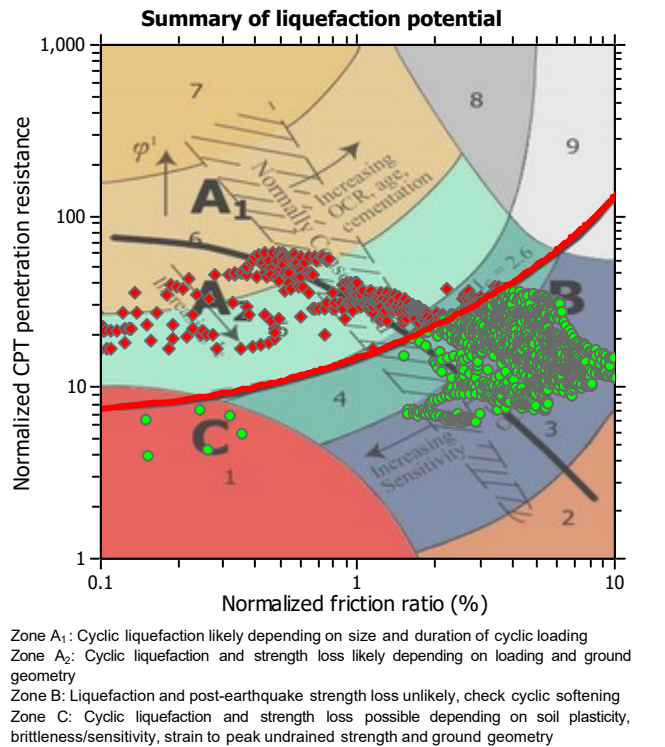 Summary of liquefaction potential
1,000
100
10
1
0.1
1
10
Normalized CPT penetration resistance
Normalized friction ratio (%)
7
8
9
φ'
A1
Increasing
OCR, age,
cementation
Normally
6
= 2.6
A2
B
5
4
3
C
1
Increasing
Sensitivity
2
Zone A1: Cyclic liquefaction likely depending on size and duration of cyclic loading
Zone A2: Cyclic liquefaction and strength loss likely depending on loading and ground
geometry
Zone B: Liquefaction and post-earthquake strength loss unlikely, check cyclic softening
Zone C: Cyclic liquefaction and strength loss possible depending on soil plasticity,
brittleness/sensitivity, strain to peak undrained strength and ground geometry